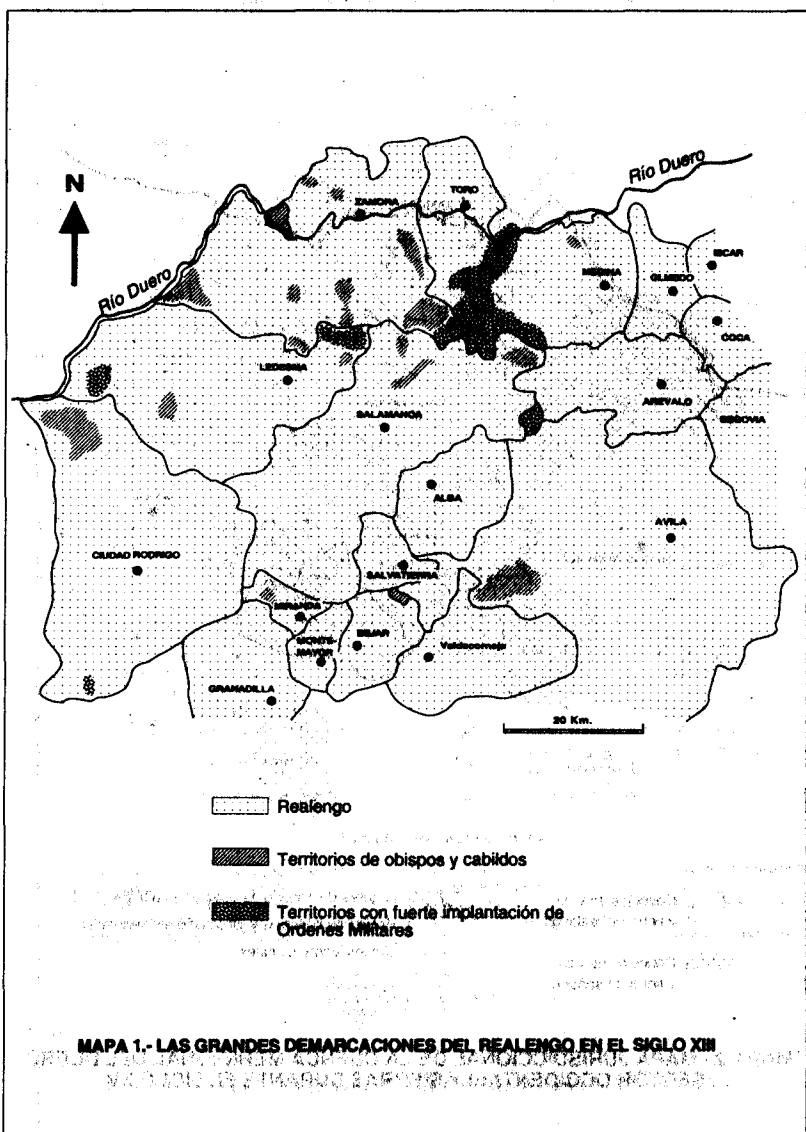 N
Río Duero
Río Duero
ZAMORA
TORO
ISCAR
MEDINA
OLMEDO
COCA
LEDESMA
AREVALO
SEGOVIA
SALAMANCA
ALBA
AVILA
CIUDAD RODRIGO
SALVATIERRA
MIRANDA
MONTE-
MAYOR
BEJAR
Valdecorneja
GRANADILLA
20 Km.
Realengo
Territorios de obispos y cabildos
Territorios con fuerte implantación de
Ordenes Militares
MAPA 1.- LAS GRANDES DEMARCACIONES DEL REALENGO EN EL SIGLO XIII